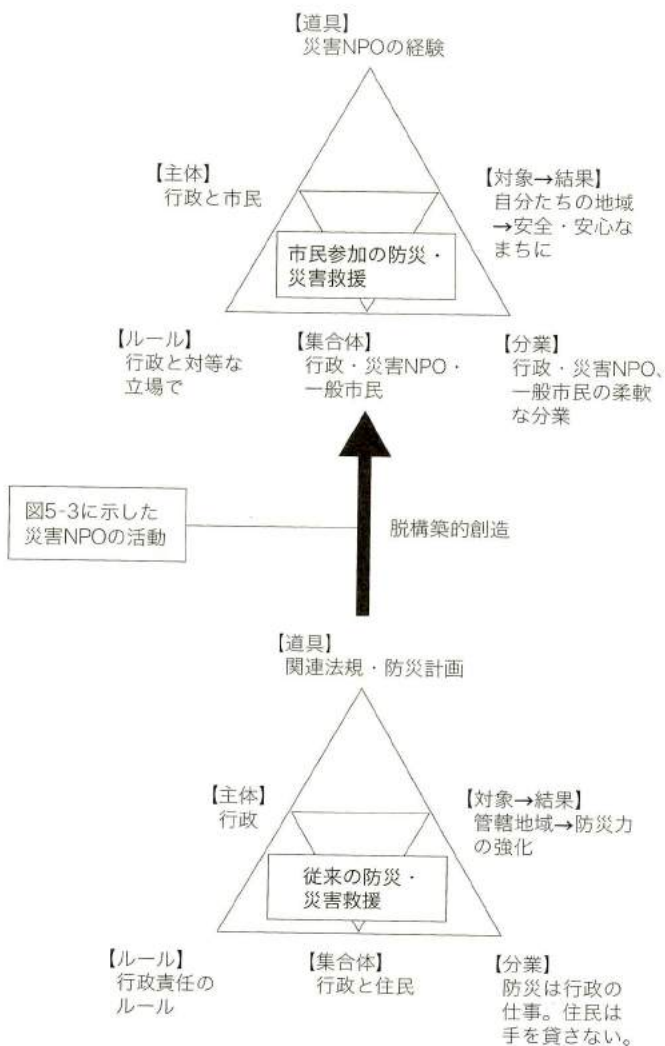 【道具】
災害NPOの経験
【主体】
行政と市民
【対象→結果】
自分たちの地域
→安全・安心な
まちに
市民参加の防災・
災害救援
【ルール】
行政と対等な
立場で
【集合体】
行政・災害NPO・
一般市民
【分業】
行政・災害NPO、
一般市民の柔軟
な分業
図5-3に示した
災害NPOの活動
脱構築的創造
【道具】
関連法規・防災計画
【主体】
行政
【対象→結果】
管轄地域→防災力
の強化
従来の防災・
災害救援
【ルール】
行政責任の
ルール
【集合体】
行政と住民
【分業】
防災は行政の
仕事。住民は
手を貸さない。